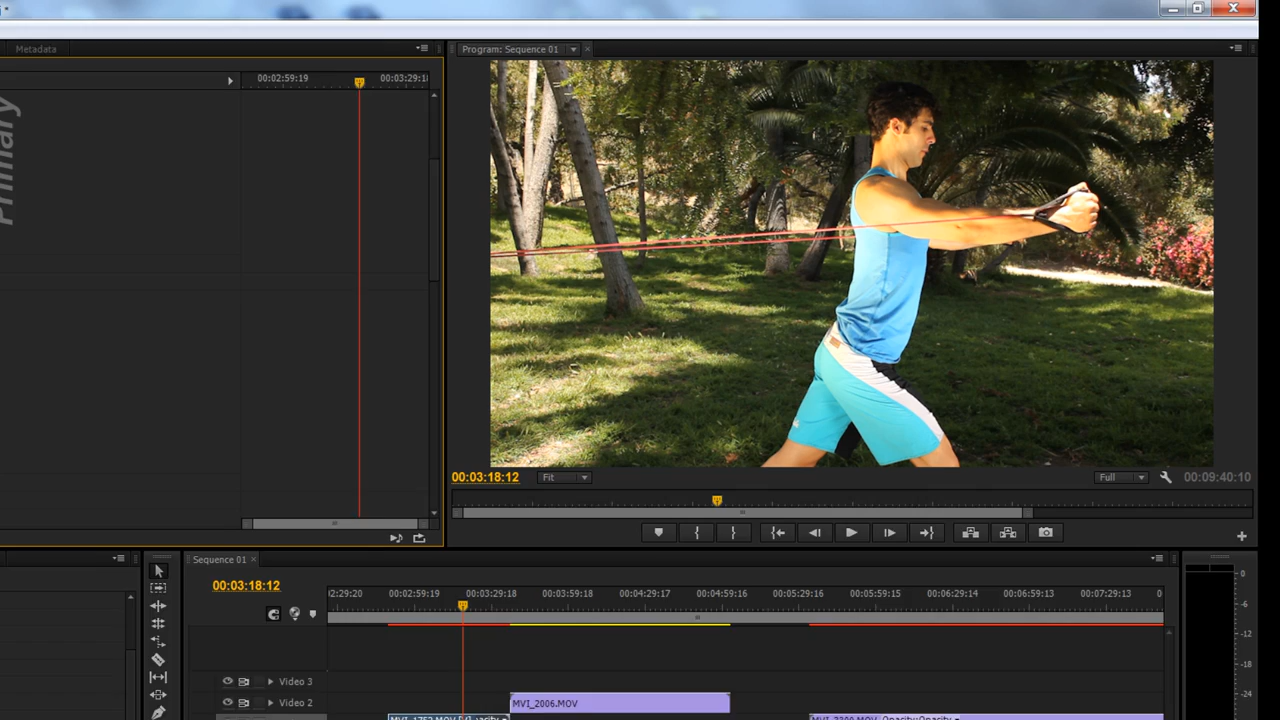 Metadata
Program: Sequence 01
00:02:59:19
00:03:29:18
Primary
00:03:18:12
Fit
Full
00:09:40:10
Sequence 01
00:03:18:12
00:02:59:19
00:03:29:18
00:03:59:18
00:04:29:17
00:04:59:16
00:05:29:16
00:05:59:15
00:06:29:14
00:06:59:13
00:07:29:13
0
0
-6
-12
-18
-24
Video 3
Video 2
MVI_2006.MOV